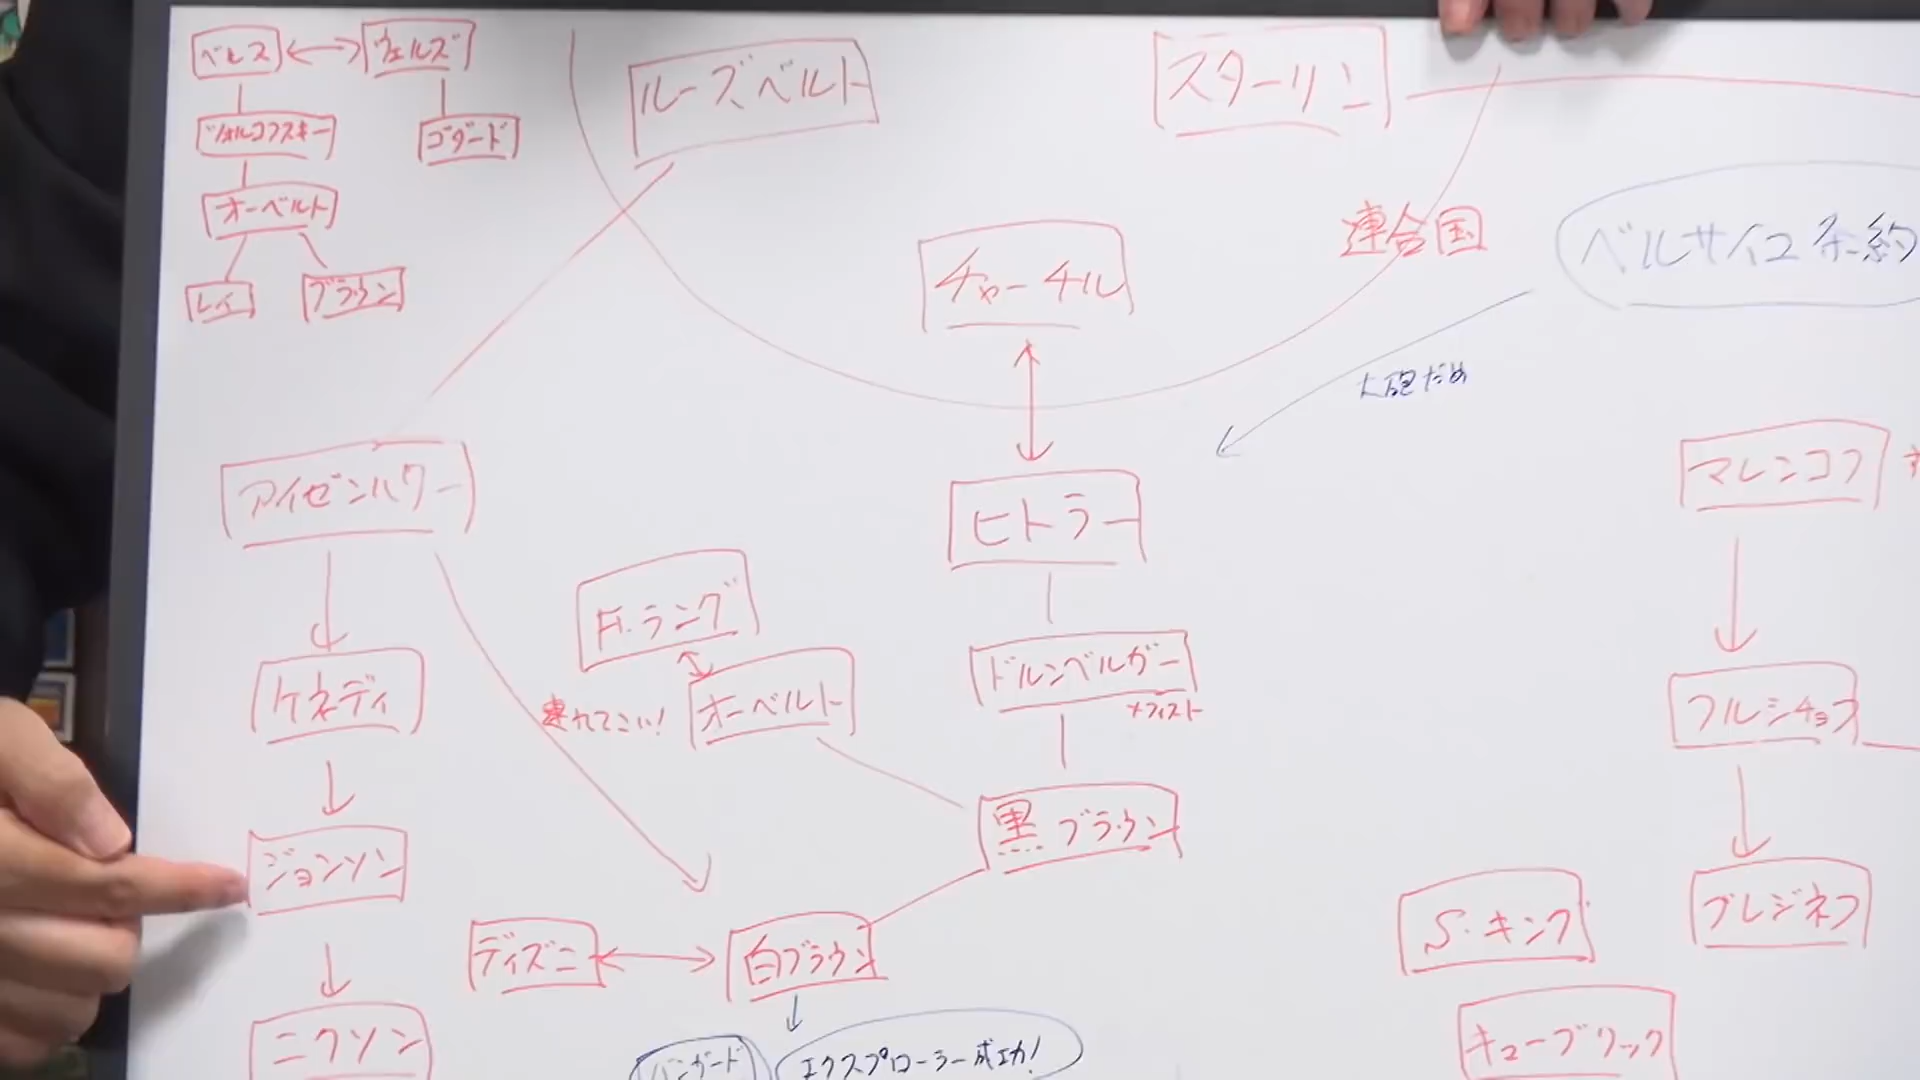 ベルヌ
ウェルズ
ツォルコフスキー
ゴダード
オーベルト
レイ
ブラウン
ルーズベルト
スターリン
連合国
チャーチル
ベルサイユ条約
大砲だめ
アイゼンハワー
ヒトラー
マレンコフ
F.ラング
オーベルト
連れてこい!
ドルンベルガー
メフィスト
ケネディ
フルシチョフ
黒ブラウン
ジョンソン
ディズニ
白ブラウン
S.キング
ブレジネフ
ニクソン
バンガード
エクスプローラー成功!
キューブリック